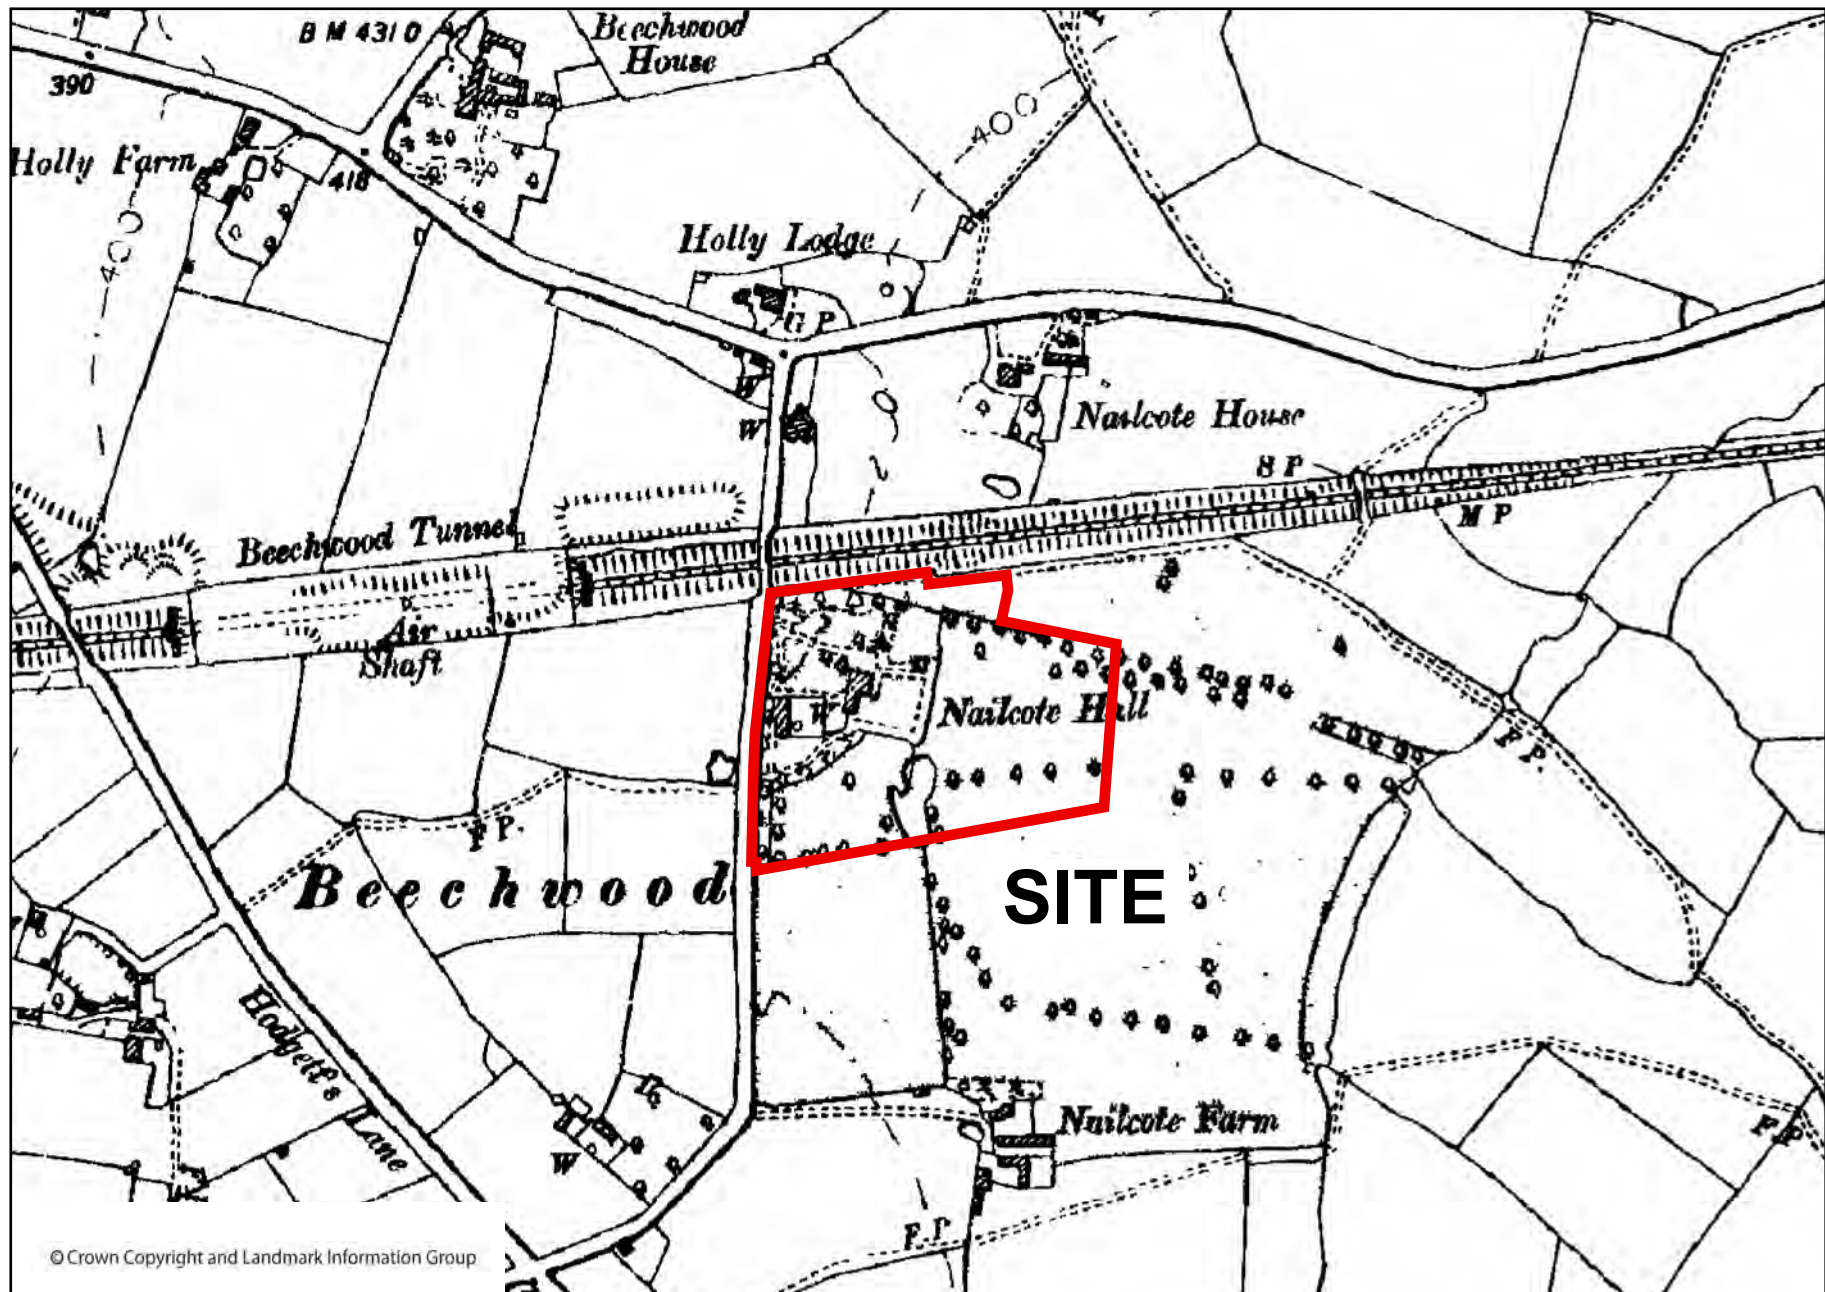 B M 431 0
Beechwood
House
390
Holly Farm
418
400
400
Holly Lodge
G P
W
W
Nailcote House
S P
M P
Beechwood Tunnel
Air
Shaft
Nailcote Hall
W
F P.
F P.
Beechwood
SITE
Hodgett's Lane
W
Nailcote Farm
F P
F P
© Crown Copyright and Landmark Information Group